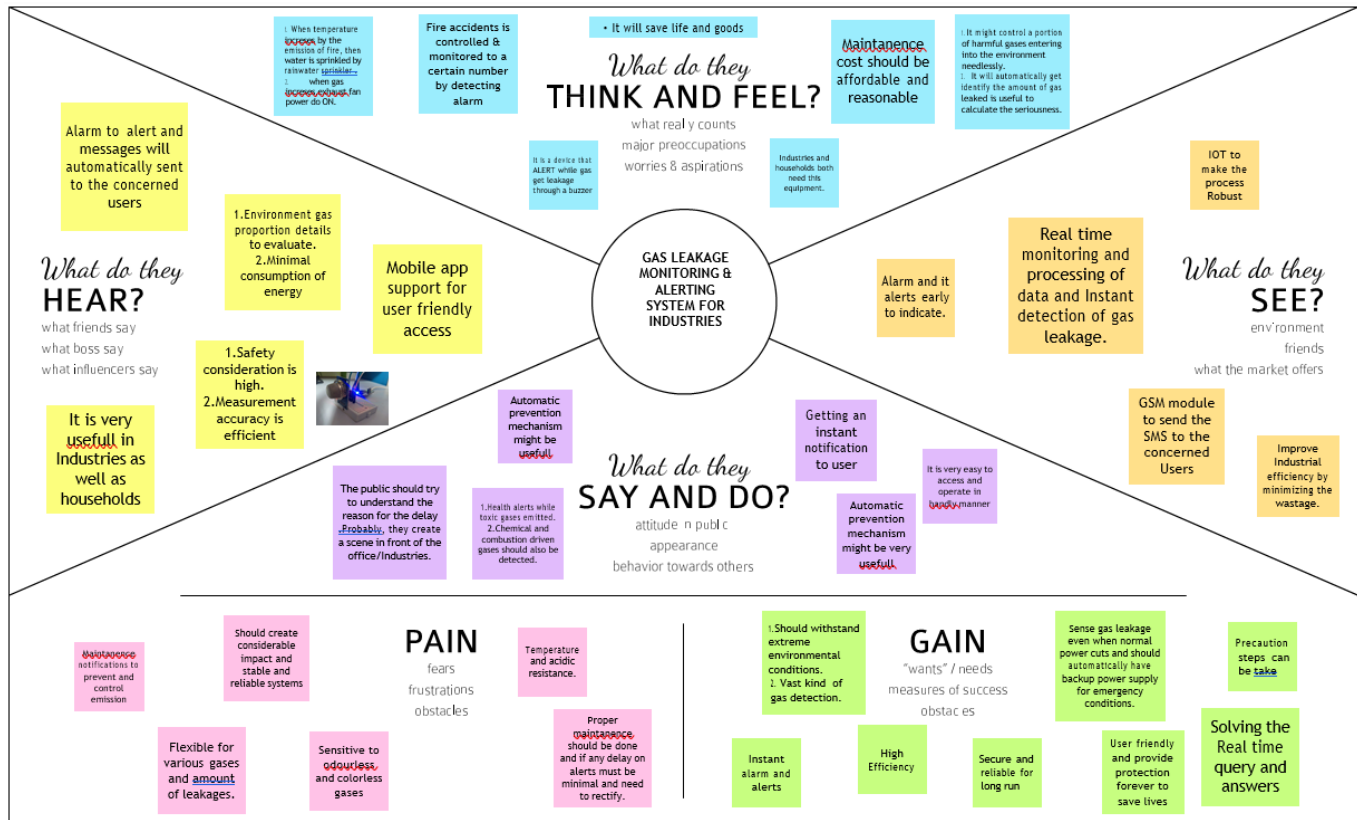 1. When temperature
increses by the
emission of fire, then
water is sprinkled by
rainwater sprinkler .
2. when gas
increses exhaust fan
power do ON.
Fire accidents is
controlled &
monitored to a
certain number
by detecting
alarm
• It will save life and goods
What do they
THINK AND FEEL?
what real y counts
major preoccupations
worries & aspirations
It is a device that
ALERT while gas
get leakage
through a buzzer
Industries and
households both
need this
equipment.
Maintanence
cost should be
affordable and
reasonable
1. It might control a portion
of harmful gases entering
into the environment
needlessly.
2. It will automatically get
identify the amount of gas
leaked is useful to
calculate the seriousness.
Alarm to alert and
messages will
automatically sent
to the concerned
users
1.Environment gas
proportion details
to evaluate.
2.Minimal
consumption of
energy
Mobile app
support for
user friendly
access
What do they
HEAR?
what friends say
what boss say
what influencers say
1.Safety
consideration is
high.
2.Measurement
accuracy is
efficient
It is very
usefull in
Industries as
well as
households
GAS LEAKAGE
MONITORING &
ALERTING
SYSTEM FOR
INDUSTRIES
IOT to
make the
process
Robust
Real time
monitoring and
processing of
data and Instant
detection of gas
leakage.
Alarm and it
alerts early
to indicate.
What do they
SEE?
env'ronment
friends
what the market offers
GSM module
to send the
SMS to the
concerned
Users
Improve
Industrial
efficiency by
minimizing the
wastage.
Automatic
prevention
mechanism
might be
usefull
The public should try
to understand the
reason for the delay
.Probably, they create
a scene in front of the
office/Industries.
1.Health alerts while
toxic gases emitted.
2.Chemical and
combustion driven
gases should also be
detected.
What do they
SAY AND DO?
attitude n pub! c
appearance
behavior towards others
Getting an
instant
notification
to user
Automatic
prevention
mechanism
might be very
usefull
It is very easy to
access and
operate in
handly manner
PAIN
fears
frustrations
obstacles
Maintanense
notifications to
prevent and
control
emission
Should create
considerable
impact and
stable and
reliable systems
Temperature
and acidic
resistance.
Flexible for
various gases
and amount
of leakages.
Sensitive to
odourless
and colorless
gases
Proper
maintanence
should be done
and if any delay on
alerts must be
minimal and need
to rectify.
GAIN
"wants" / needs
measures of success
obstac es
1.Should withstand
extreme
environmental
conditions.
2. Vast kind of
gas detection.
Sense gas leakage
even when normal
power cuts and should
automatically have
backup power supply
for emergency
conditions.
Precaution
steps can
be take
Instant
alarm and
alerts
High
Efficiency
Secure and
reliable for
long run
User friendly
and provide
protection
forever to
save lives
Solving the
Real time
query and
answers